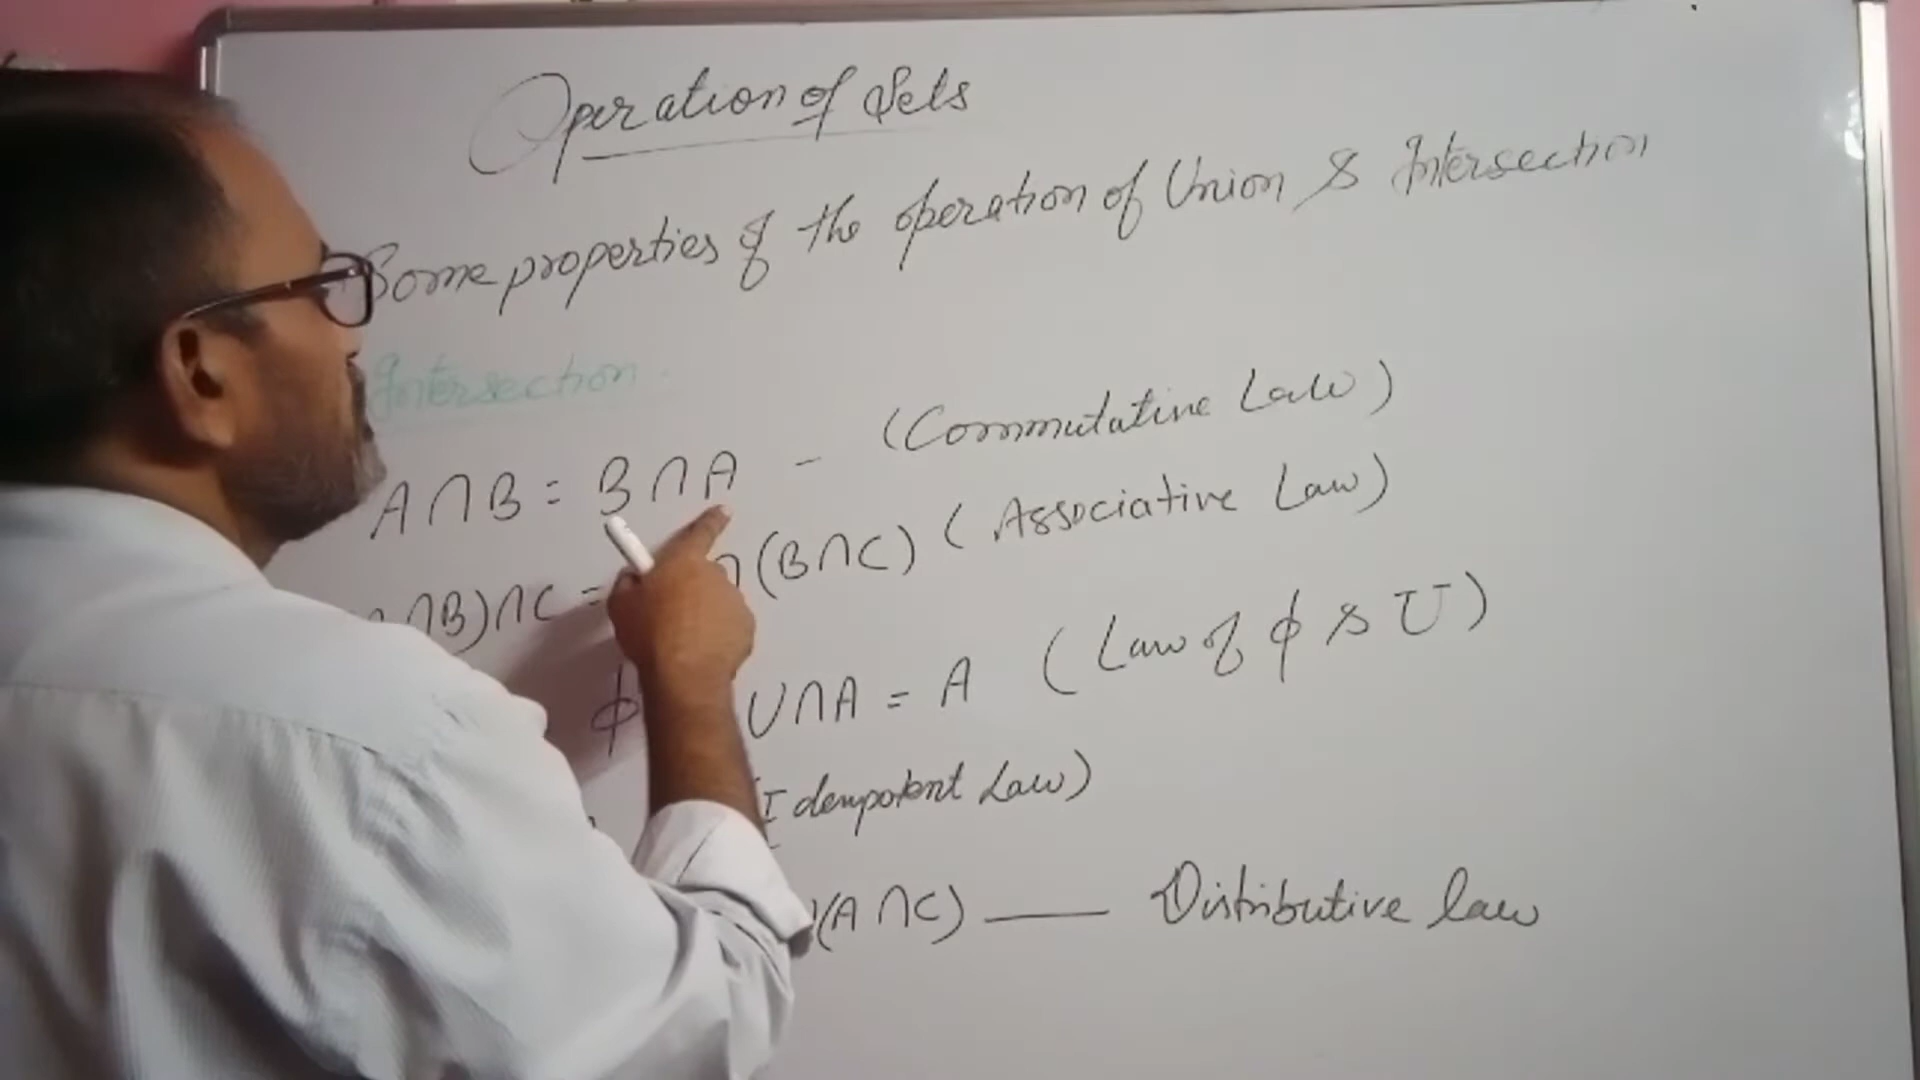 Operation of Sets
Some properties of the operation of Union & Intersection
Intersection.
A∩B = B∩A - (Commutative Law)
∩B)∩C = ∩(B∩C) (Associative Law)
ϕ U∩A = A (Law of ϕ & U)
(Idempotent Law)
(A∩C) —— Distributive law